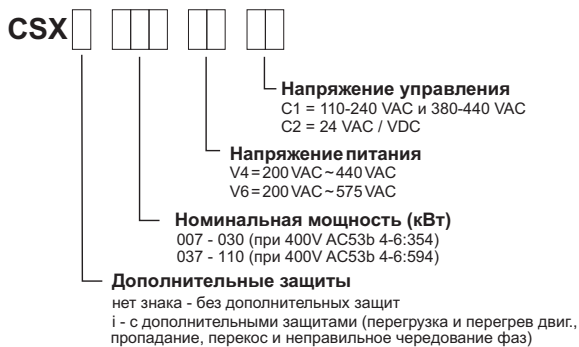 CSX
Напряжение управления
C1 = 110-240 VAC и 380-440 VAC
C2 = 24 VAC / VDC
Напряжение питания
V4=200 VAC~440 VAC
V6=200 VAC~575 VAC
Номинальная мощность (кВт)
007 - 030 (при 400V AC53b 4-6:354)
037 - 110 (при 400V AC53b 4-6:594)
Дополнительные защиты
нет знака - без дополнительных защит
i - с дополнительными защитами (перегрузка и перегрев двиг.,
пропадание, перекос и неправильное чередование фаз)